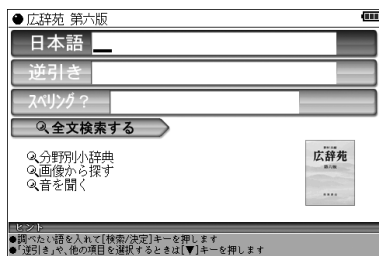 ●広辞苑 第六版
日本語
逆引き
スペリング？
全文検索する
分野別小辞典
画像から探す
音を聞く
広辞苑
ヒント
●調べたい語を入れて[検索/決定]キーを押します
●「逆引き」や、他の項目を選択するときは[▼]キーを押します